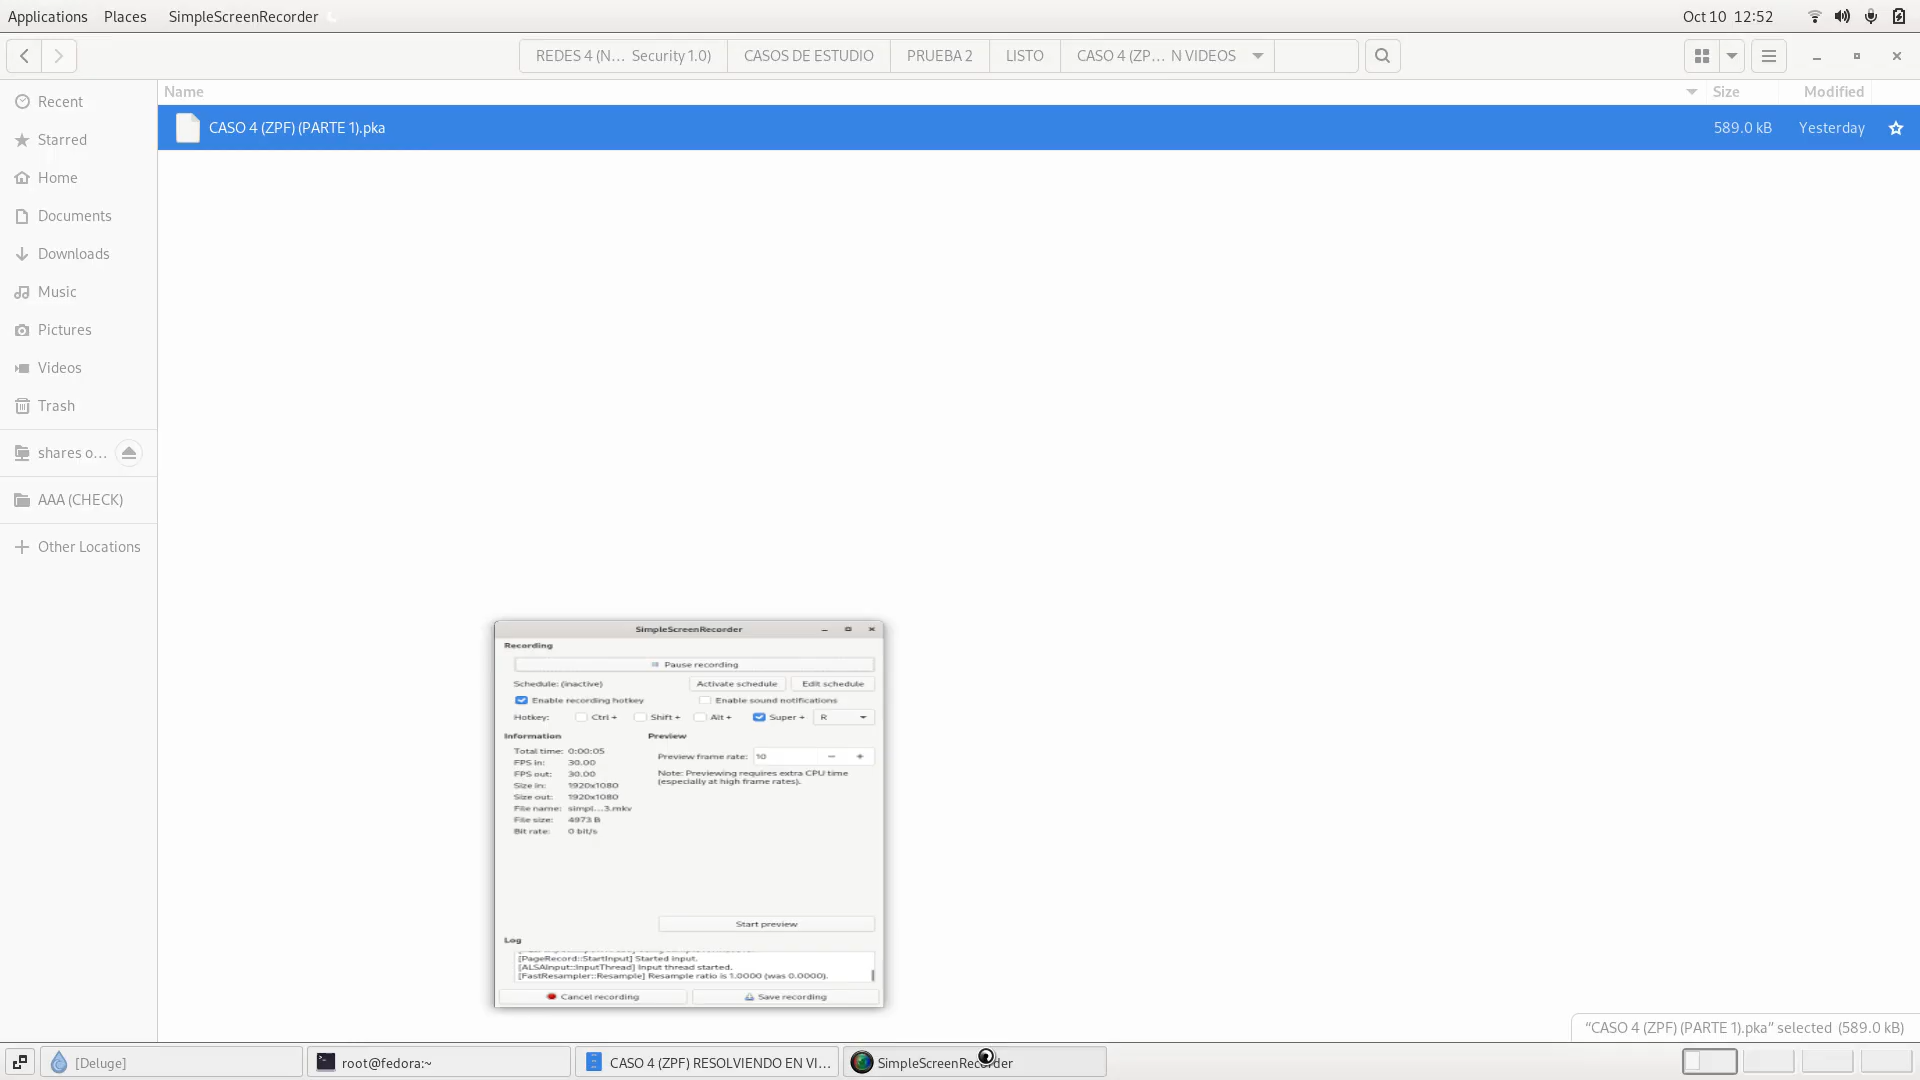 Applications Places SimpleScreenRecorder Oct 10 12:52
REDES 4 (N... Security 1.0) CASOS DE ESTUDIO PRUEBA 2 LISTO CASO 4 (ZP... N VIDEOS
Name Size Modified
CASO 4 (ZPF) (PARTE 1).pka 589.0 kB Yesterday
Recent
Starred
Home
Documents
Downloads
Music
Pictures
Videos
Trash
shares o...
AAA (CHECK)
Other Locations
SimpleScreenRecorder
Recording
Pause recording
Schedule: (inactive) Activate schedule Edit schedule
Enable recording hotkey Enable sound notifications
Hotkey: Ctrl + Shift + Alt + Super + R
Information Preview
Total time: 0:00:05
Preview frame rate: 10
FPS in: 30.00
FPS out: 30.00
Note: Previewing requires extra CPU time
(especially at high frame rates).
Size in: 1920x1080
Size out: 1920x1080
File name: simpl...3.mkv
File size: 4973 B
Bit rate: 0 bit/s
Start preview
Log
[PageRecord::StartInput] Started input.
[ALSAInput::InputThread] Input thread started.
[FastResampler::Resample] Resample ratio is 1.0000 (was 0.0000).
Cancel recording Save recording
"CASO 4 (ZPF) (PARTE 1).pka" selected (589.0 kB)
[Deluge] root@fedora:~ CASO 4 (ZPF) RESOLVIENDO EN VI... SimpleScreenRecorder